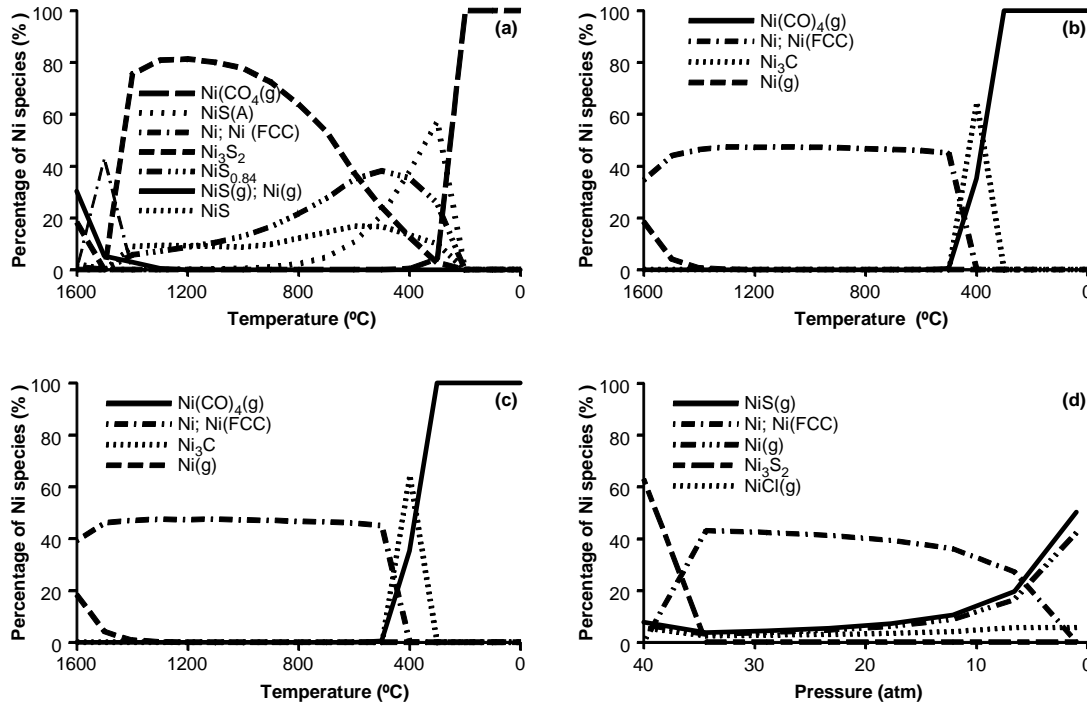 Percentage of Ni species (% )
100
80
60
40
20
0
1600
1200
800
400
0
Temperature (ºC)
(a)
Ni(CO₄(g)
NiS(A)
Ni; Ni (FCC)
Ni₃S₂
NiS₀.₈₄
NiS(g); Ni(g)
NiS
Percentage of Ni species (% )
100
80
60
40
20
0
1600
1200
800
400
0
Temperature (ºC)
(b)
Ni(CO)₄(g)
Ni; Ni(FCC)
Ni₃C
Ni(g)
Percentage of Ni species (% )
100
80
60
40
20
0
1600
1200
800
400
0
Temperature (ºC)
(c)
Ni(CO)₄(g)
Ni; Ni(FCC)
Ni₃C
Ni(g)
Percentage of Ni species (% )
100
80
60
40
20
0
40
30
20
10
0
Pressure (atm)
(d)
NiS(g)
Ni; Ni(FCC)
Ni(g)
Ni₃S₂
NiCl(g)